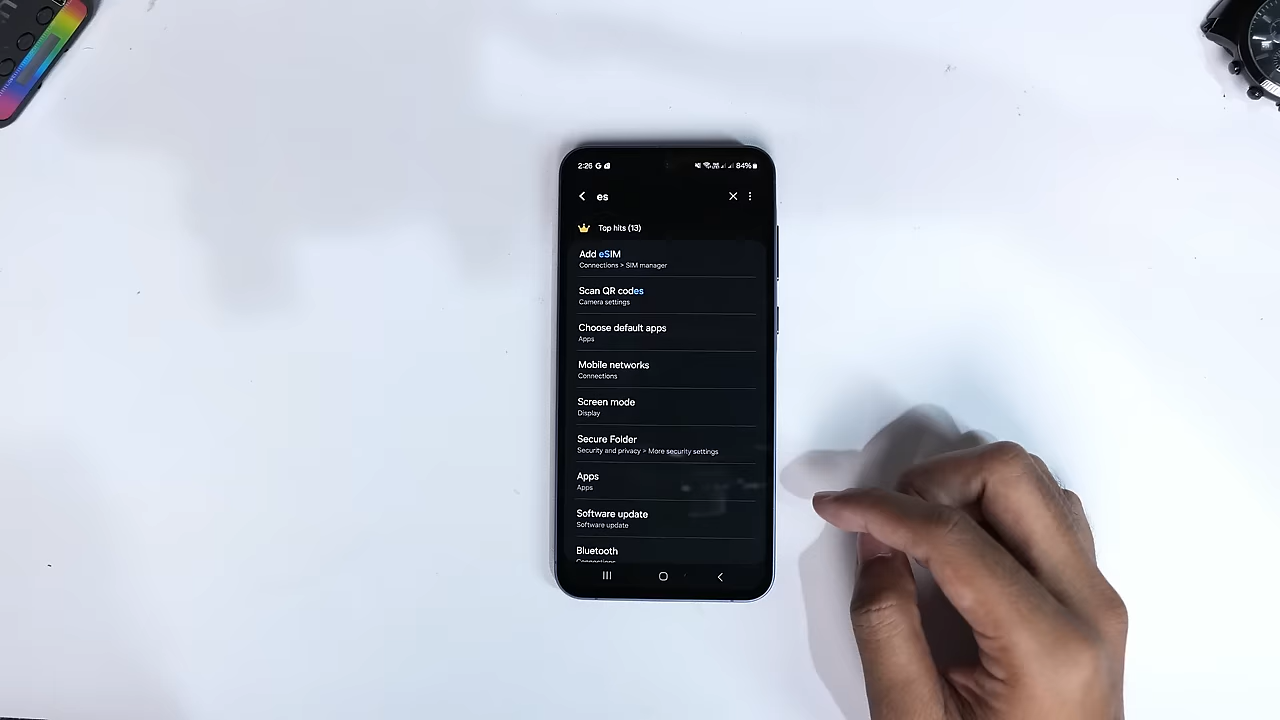 2:26 G 84%
es
Top hits (13)
Add eSIM
Connections > SIM manager
Scan QR codes
Camera settings
Choose default apps
Apps
Mobile networks
Connections
Screen mode
Display
Secure Folder
Security and privacy > More security settings
Apps
Apps
Software update
Software update
Bluetooth
Connections